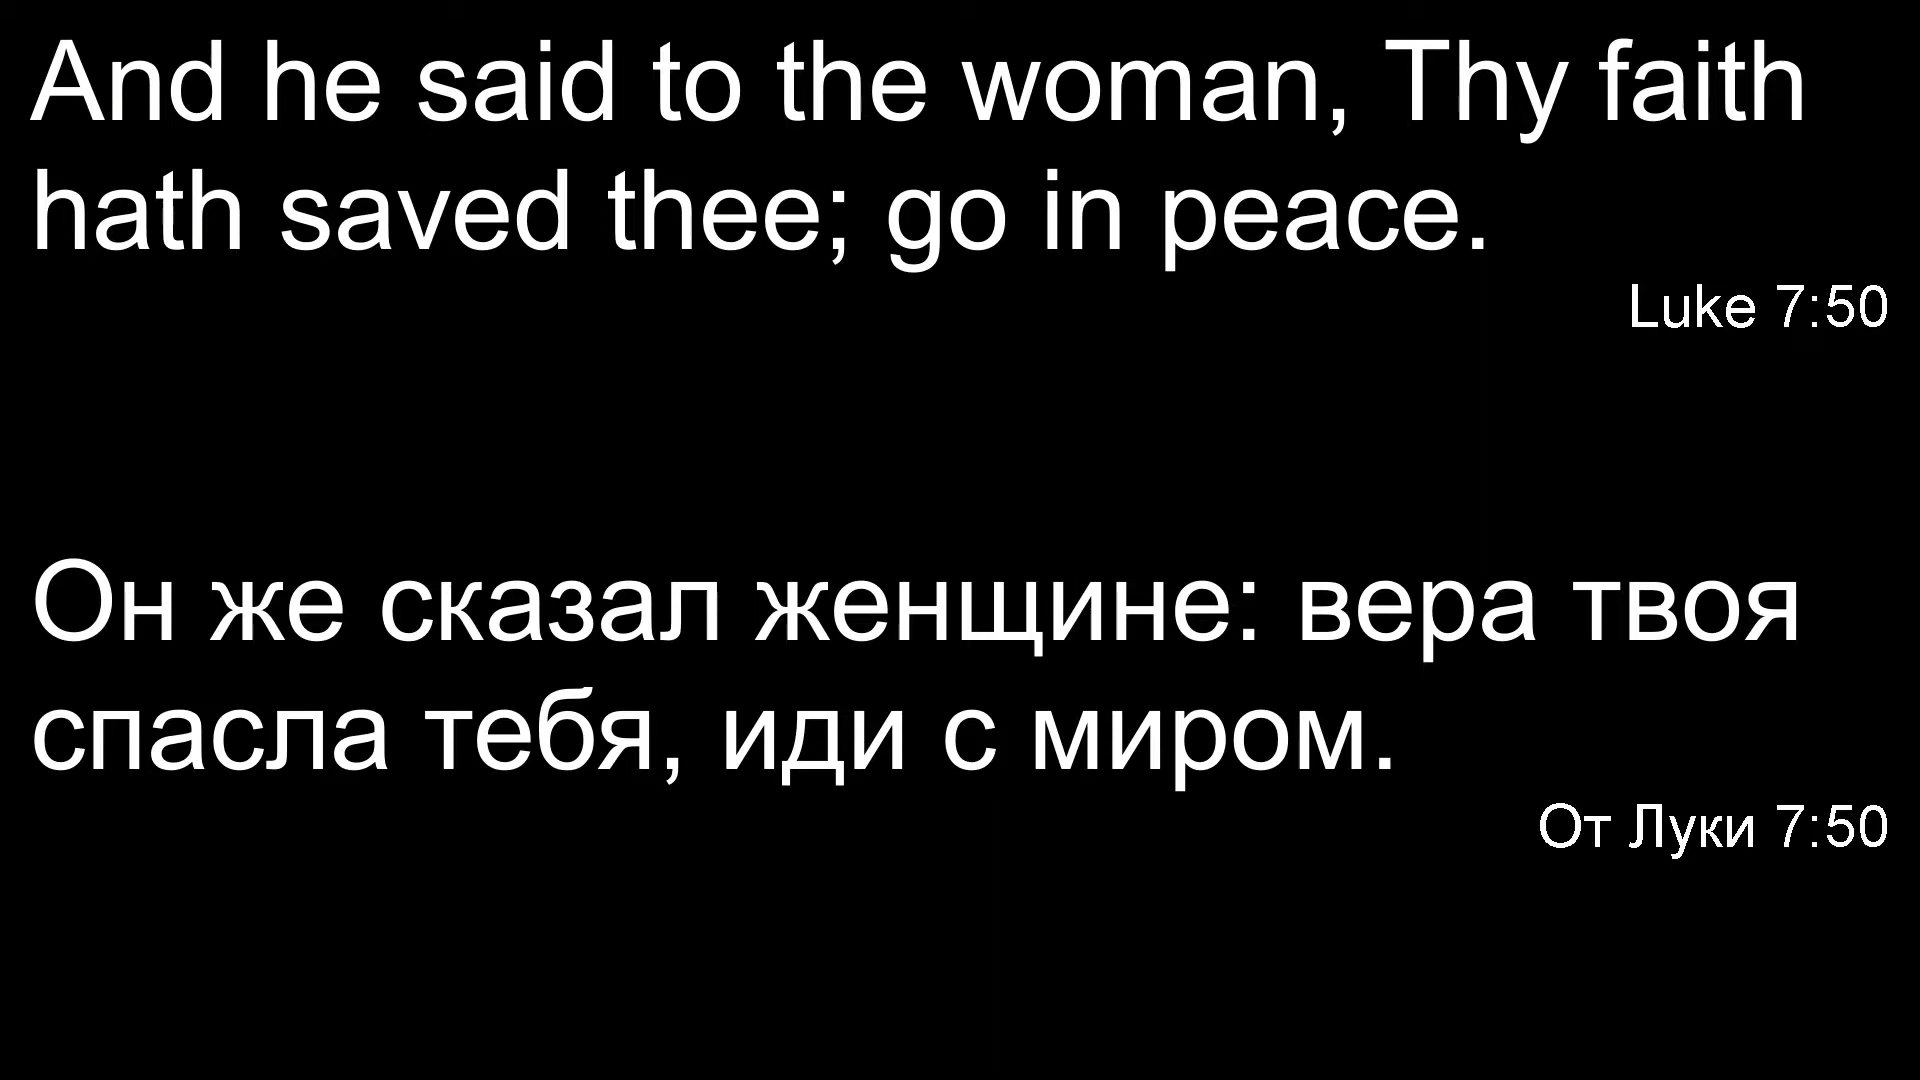 And he said to the woman, Thy faith
hath saved thee; go in peace.
Luke 7:50
Он же сказал женщине: вера твоя
спасла тебя, иди с миром.
От Луки 7:50